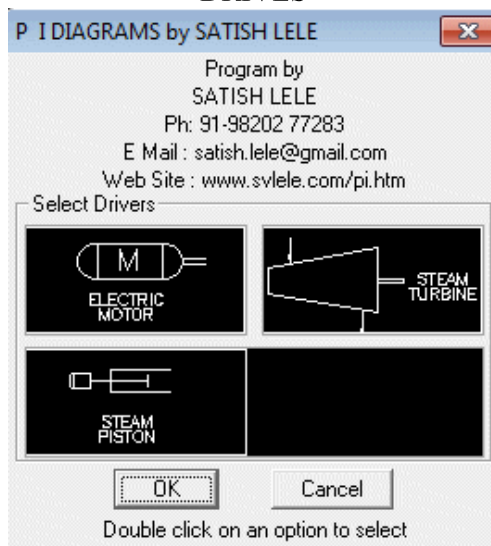 DRIVES
P I DIAGRAMS by SATISH LELE
Program by
SATISH LELE
Ph: 91-98202 77283
E Mail : satish.lele@gmail.com
Web Site : www.svlele.com/pi.htm
Select Drivers
M
ELECTRIC
MOTOR
STEAM
TURBINE
STEAM
PISTON
OK
Cancel
Double click on an option to select